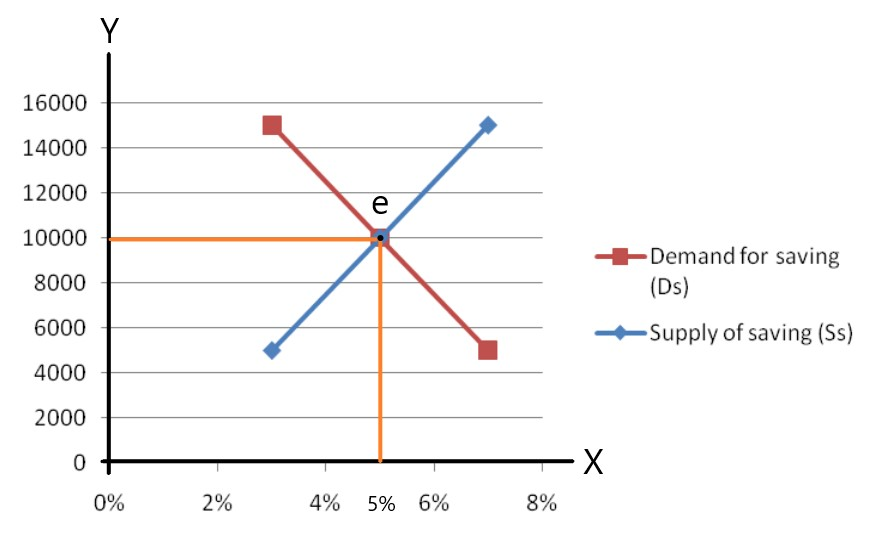 Y
16000
14000
12000
10000
8000
6000
4000
2000
0
e
0% 2% 4% 5% 6% 8%
X
Demand for saving
(Ds)
Supply of saving (Ss)